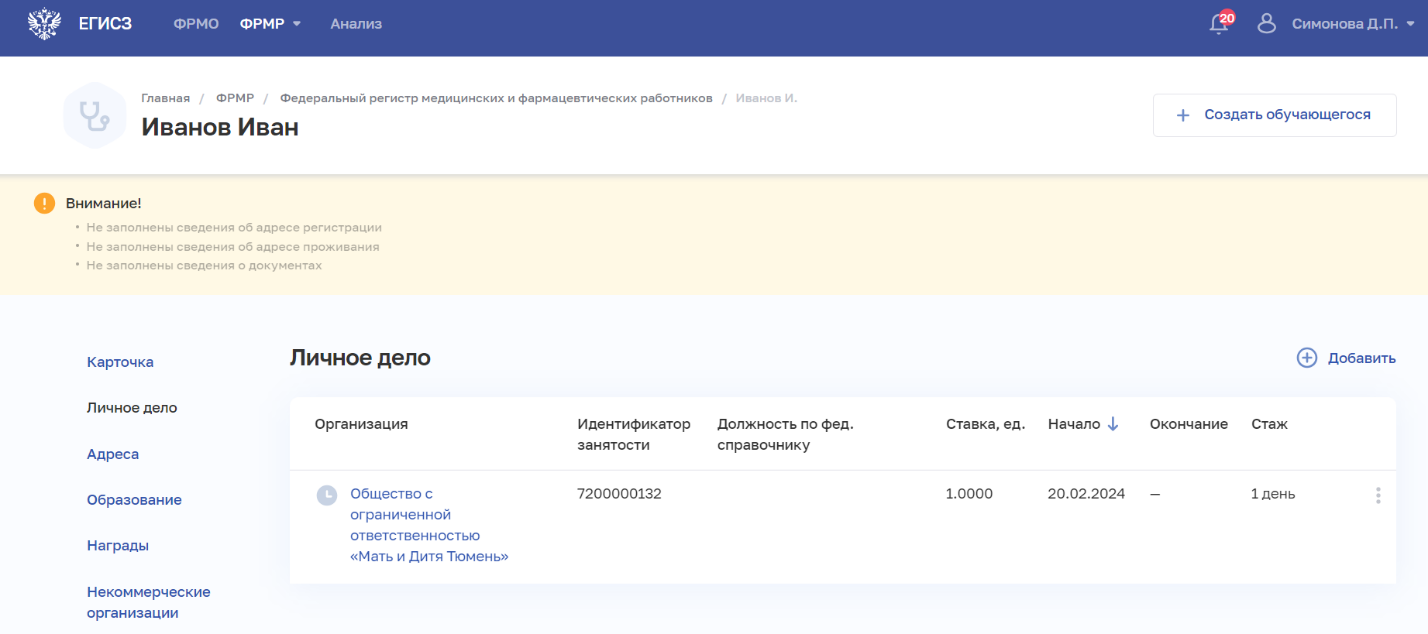 ЕГИСЗ ФРМО ФРМР Анализ 20 Симонова Д.П.
Главная / ФРМР / Федеральный регистр медицинских и фармацевтических работников / Иванов И.
Иванов Иван
+ Создать обучающегося
Внимание!
• Не заполнены сведения об адресе регистрации
• Не заполнены сведения об адресе проживания
• Не заполнены сведения о документах
Карточка
Личное дело
Адреса
Образование
Награды
Некоммерческие
организации
Личное дело
Добавить
Организация Идентификатор Должность по фед. Ставка, ед. Начало Окончание Стаж
занятости справочнику
Общество с 7200000132 1.0000 20.02.2024 — 1 день
ограниченной
ответственностью
«Мать и Дитя Тюмень»